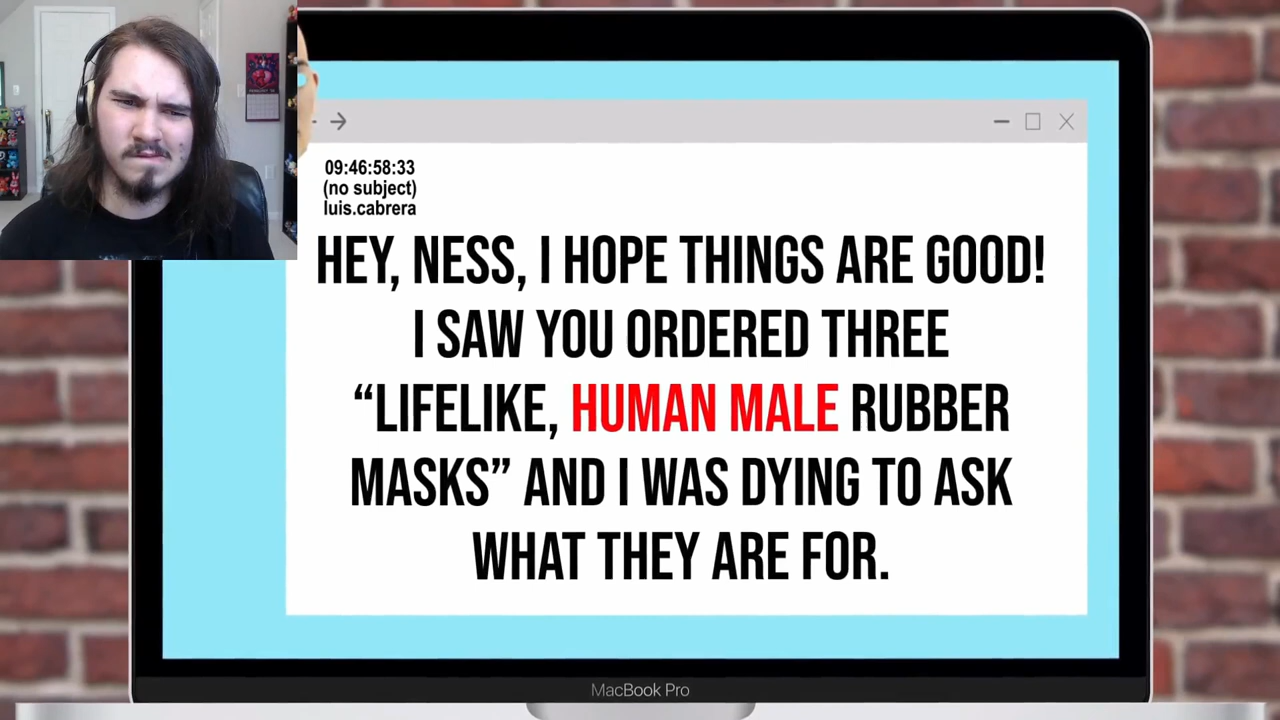 09:46:58:33
(no subject)
luis.cabrera
HEY, NESS, I HOPE THINGS ARE GOOD!
I SAW YOU ORDERED THREE
“LIFELIKE, HUMAN MALE RUBBER
MASKS” AND I WAS DYING TO ASK
WHAT THEY ARE FOR.
MacBook Pro